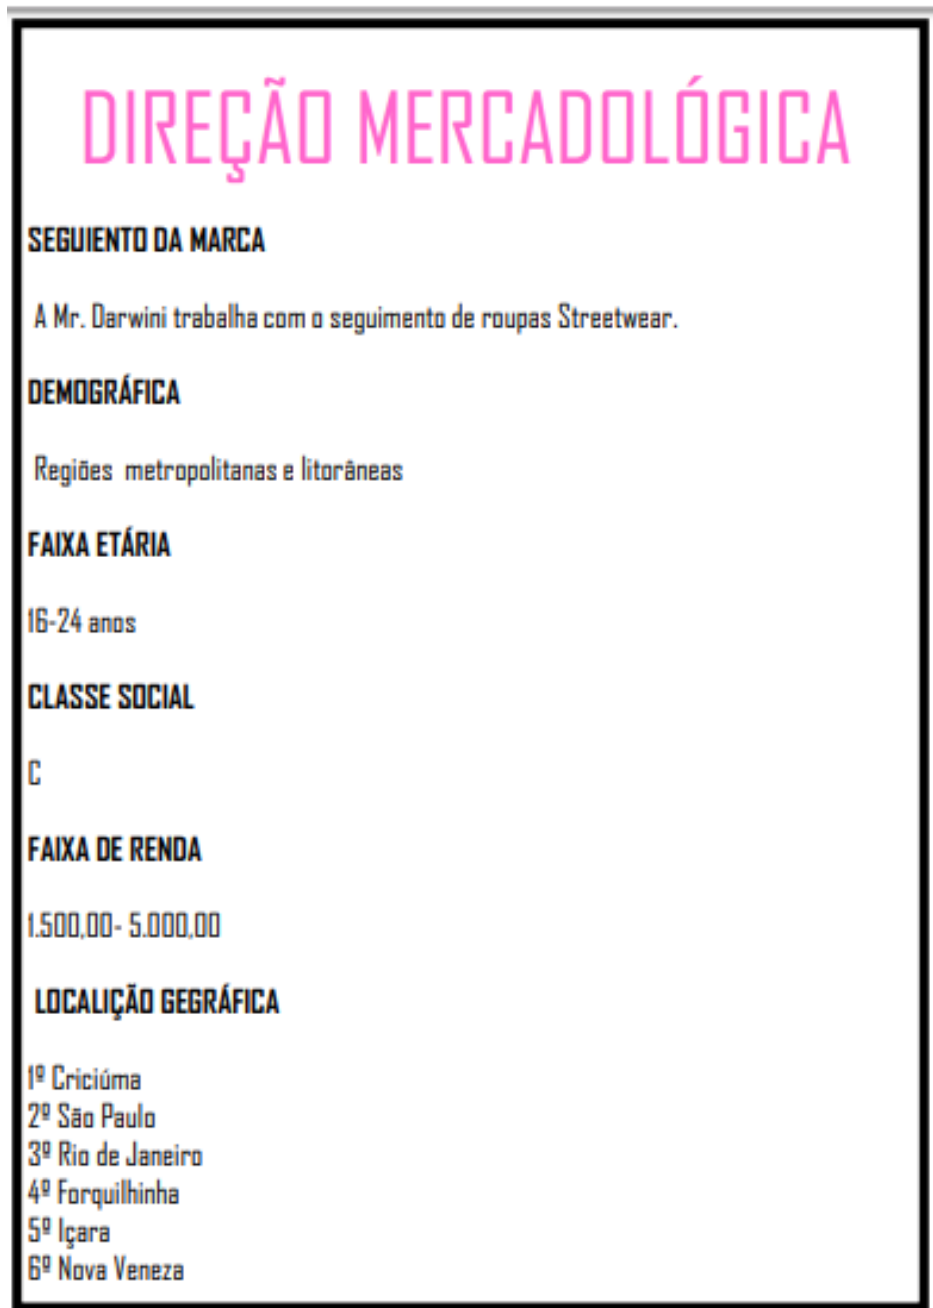 DIREÇÃO MERCADOLÓGICA
SEGUIENTO DA MARCA
A Mr. Darwini trabalha com o seguimento de roupas Streetwear.
DEMOGRÁFICA
Regiões metropolitanas e litorâneas
FAIXA ETÁRIA
16-24 anos
CLASSE SOCIAL
C
FAIXA DE RENDA
1.500,00- 5.000,00
LOCALIÇÃO GEGRÁFICA
1º Criciúma
2º São Paulo
3º Rio de Janeiro
4º Forquilhinha
5º Içara
6º Nova Veneza